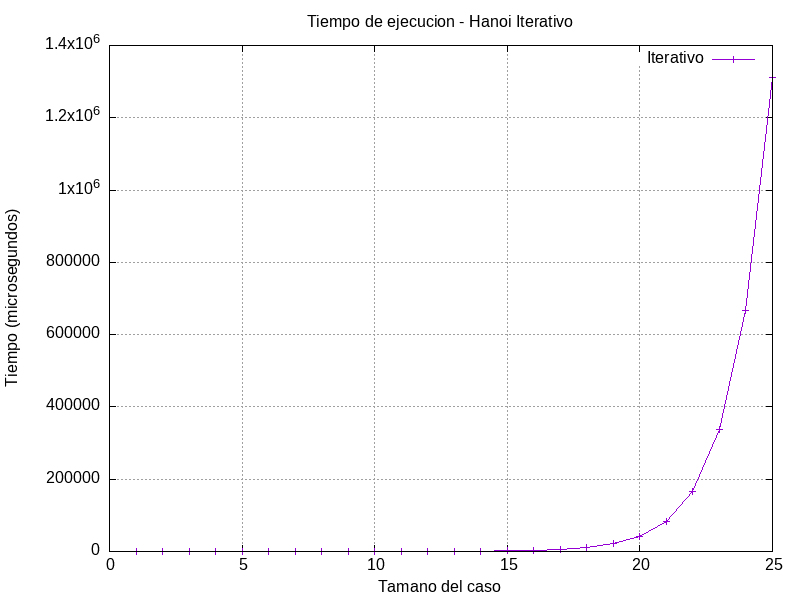 Tiempo de ejecucion - Hanoi Iterativo
Iterativo
1.4x10^6
1.2x10^6
1x10^6
800000
600000
400000
200000
0
Tiempo (microsegundos)
0 5 10 15 20 25
Tamano del caso